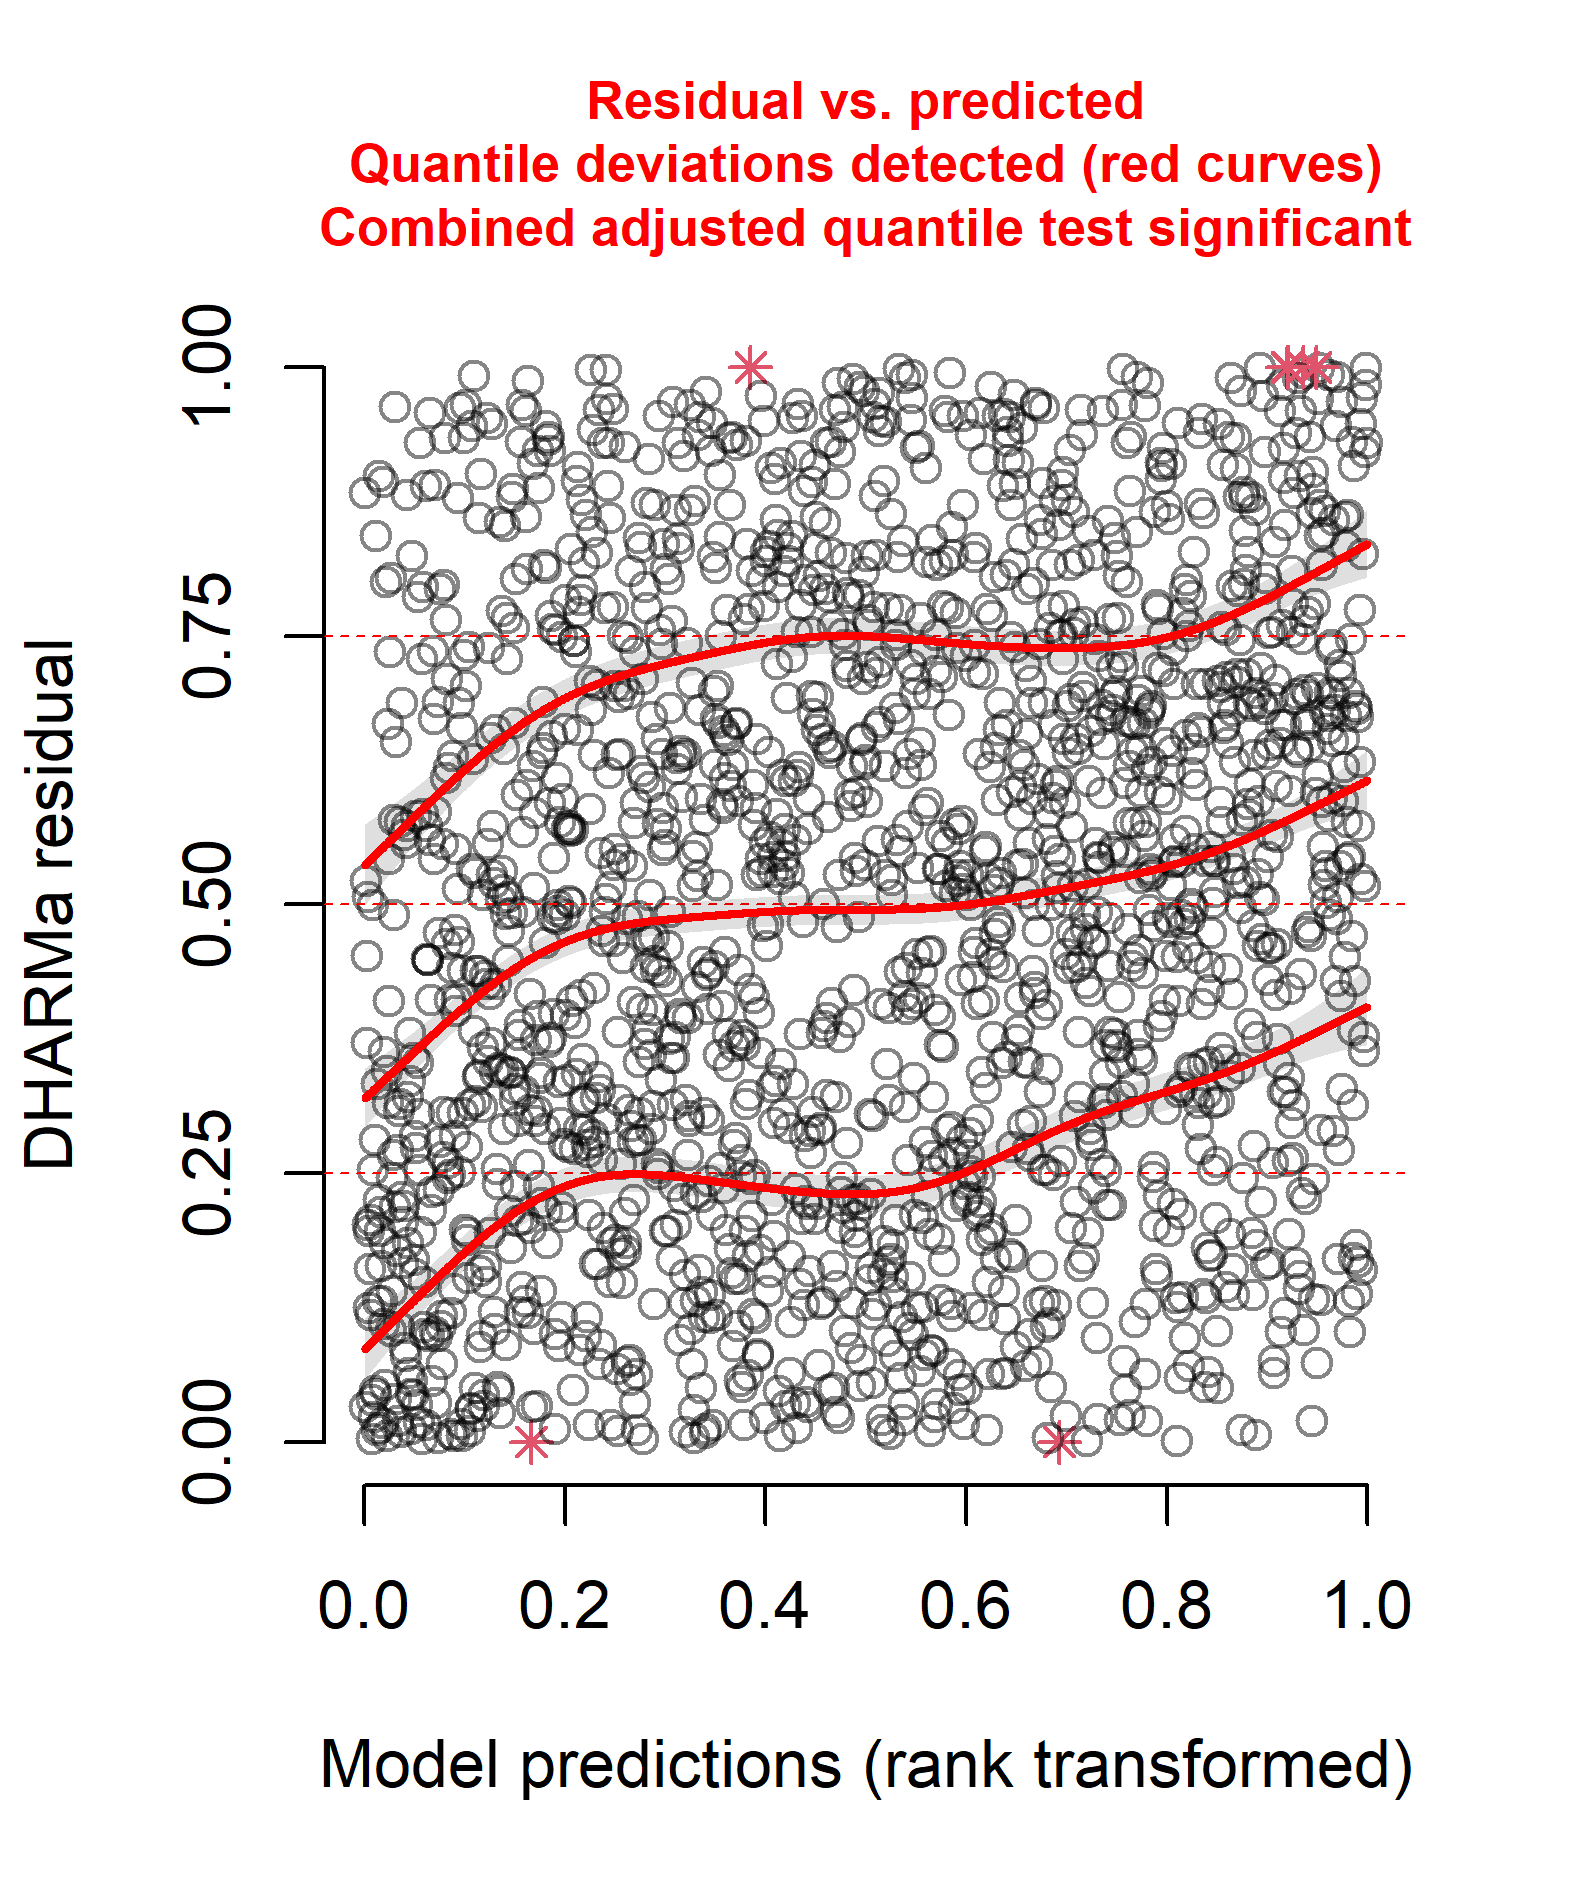 Residual vs. predicted
Quantile deviations detected (red curves)
Combined adjusted quantile test significant
1.00
0.75
0.50
0.25
0.00
DHARMa residual
0.0 0.2 0.4 0.6 0.8 1.0
Model predictions (rank transformed)